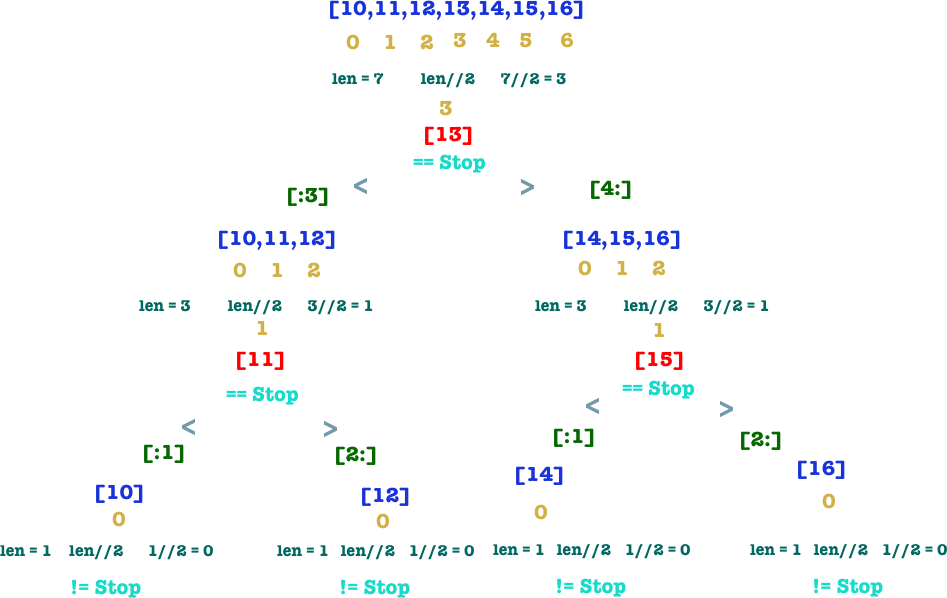 [10,11,12,13,14,15,16]
0 1 2 3 4 5 6
len = 7 len//2 7//2 = 3
3
[13]
== Stop
[:3] < > [4:]
[10,11,12] [14,15,16]
0 1 2 0 1 2
len = 3 len//2 3//2 = 1 len = 3 len//2 3//2 = 1
1 1
[11] [15]
== Stop == Stop
< > < >
[:1] [2:] [:1] [2:]
[10] [12] [14] [16]
0 0 0 0
len = 1 len//2 1//2 = 0 len = 1 len//2 1//2 = 0 len = 1 len//2 1//2 = 0 len = 1 len//2 1//2 = 0
!= Stop != Stop != Stop != Stop